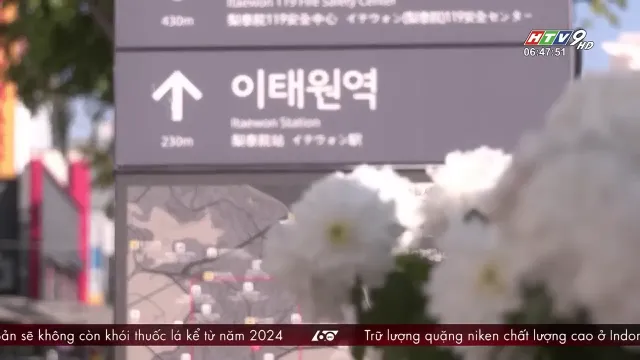 Itaewon 119 Fire Safety Center
430m
梨泰院119安全中心 イテウォン(梨泰院)119安全センター
HTV9 HD
06:47:51
이태원역
Itaewon Station
230m
梨泰院站 イテウォン駅
Bản sẽ không còn khói thuốc lá kể từ năm 2024
60
Trữ lượng quặng niken chất lượng cao ở Indon